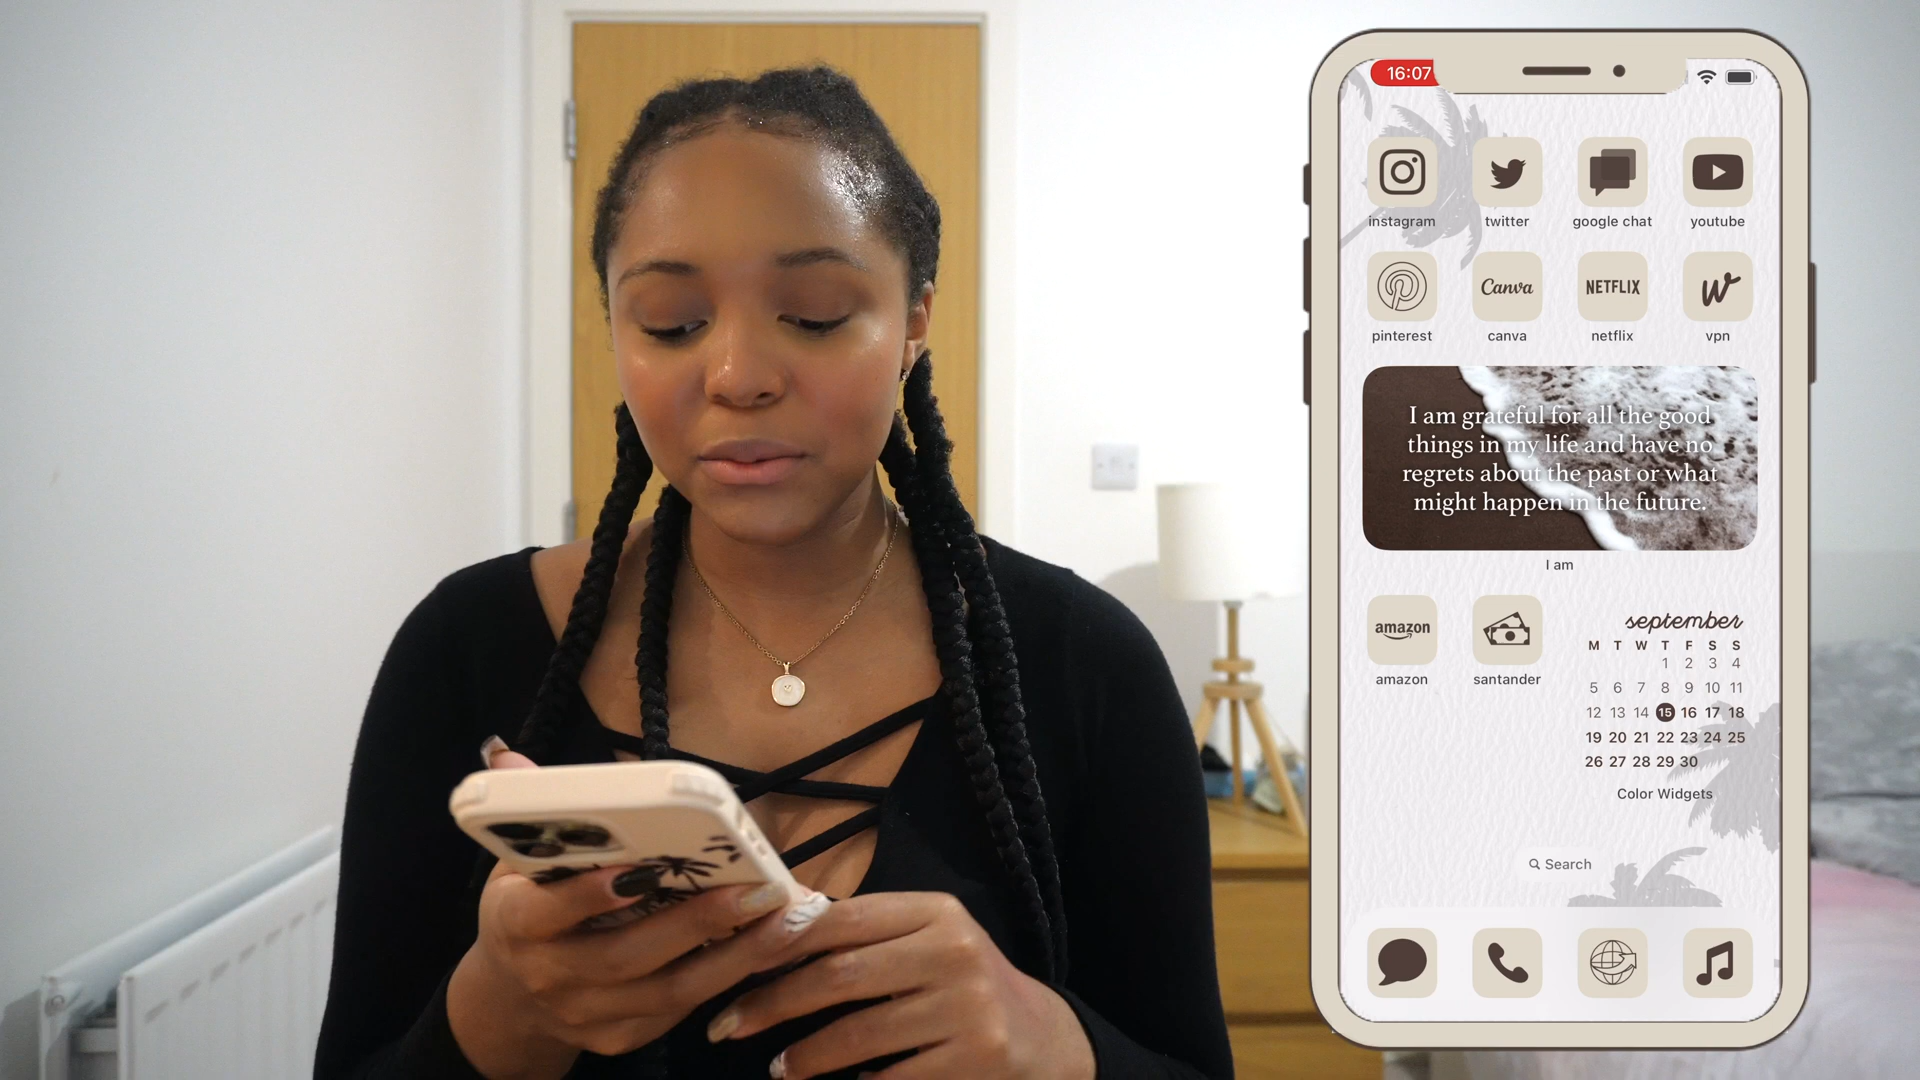 16:07
instagram twitter google chat youtube
Canva NETFLIX
pinterest canva netflix vpn
I am grateful for all the good
things in my life and have no
regrets about the past or what
might happen in the future.
I am
amazon
amazon santander
september
M T W T F S S
1 2 3 4
5 6 7 8 9 10 11
12 13 14 15 16 17 18
19 20 21 22 23 24 25
26 27 28 29 30
Color Widgets
Search